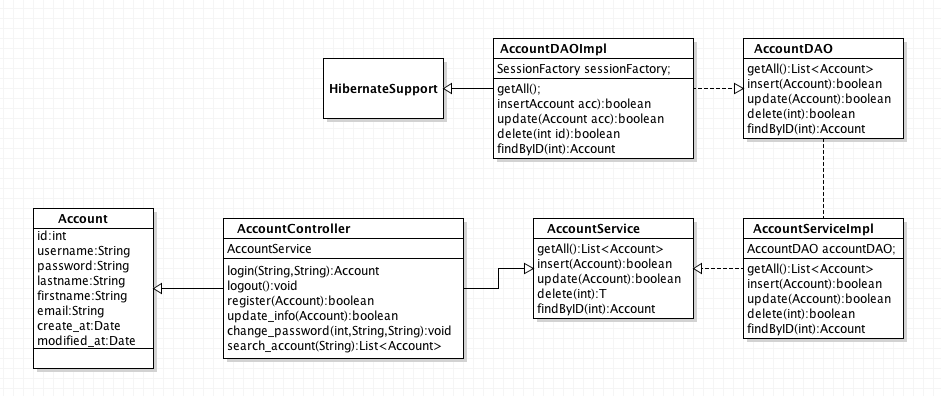 AccountDAOImpl
SessionFactory sessionFactory;
getAll();
insertAccount acc):boolean
update(Account acc):boolean
delete(int id):boolean
findByID(int):Account
AccountDAO
getAll():List<Account>
insert(Account):boolean
update(Account):boolean
delete(int):boolean
findByID(int):Account
HibernateSupport
Account
id:int
username:String
password:String
lastname:String
firstname:String
email:String
create_at:Date
modified_at:Date
AccountController
AccountService
login(String,String):Account
logout():void
register(Account):boolean
update_info(Account):boolean
change_password(int,String,String):void
search_account(String):List<Account>
AccountService
getAll():List<Account>
insert(Account):boolean
update(Account):boolean
delete(int):T
findByID(int):Account
AccountServiceImpl
AccountDAO accountDAO;
getAll():List<Account>
insert(Account):boolean
update(Account):boolean
delete(int):boolean
findByID(int):Account